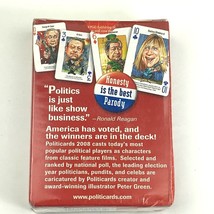 Honesty
is the best
Parody
"Politics
is just
like show
business."
– Ronald Reagan
America has voted, and
the winners are in the deck!
Politicards 2008 casts today's most
popular political players as characters
from classic feature films. Selected and
ranked by national poll, the leading election
year politicians, pundits, and celebs are
caricatured by Politicards creator and
award-winning illustrator Peter Green.
www.politicards.com